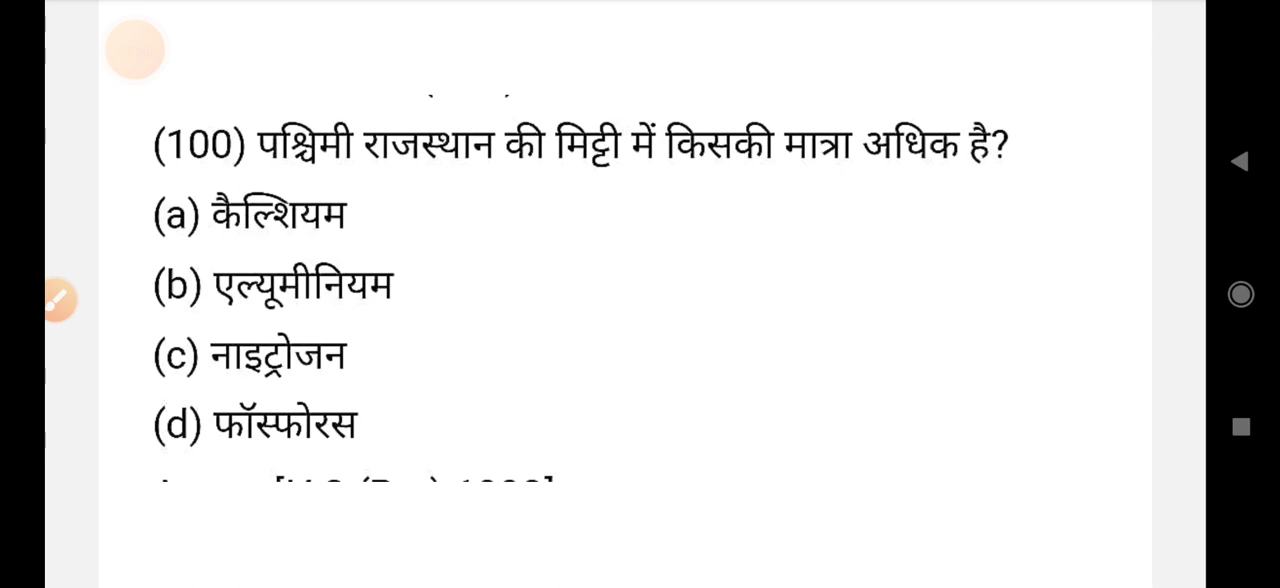 (100) पश्चिमी राजस्थान की मिट्टी में किसकी मात्रा अधिक है?
(a) कैल्शियम
(b) एल्यूमीनियम
(c) नाइट्रोजन
(d) फॉस्फोरस